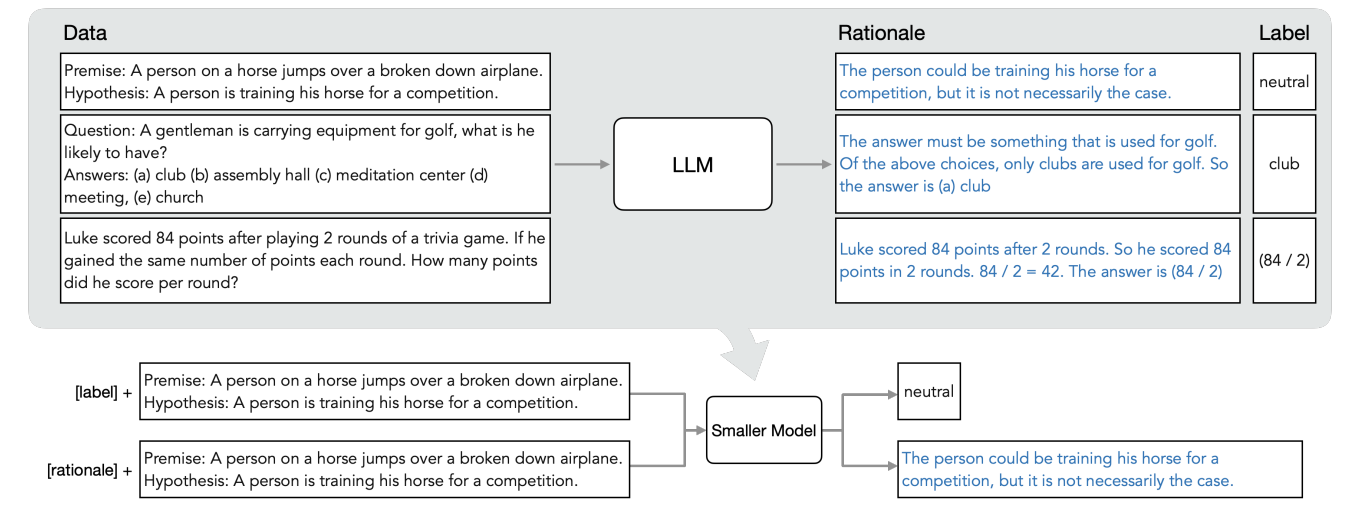 Data
Rationale
Label
Premise: A person on a horse jumps over a broken down airplane.
Hypothesis: A person is training his horse for a competition.
The person could be training his horse for a
competition, but it is not necessarily the case.
neutral
Question: A gentleman is carrying equipment for golf, what is he
likely to have?
Answers: (a) club (b) assembly hall (c) meditation center (d)
meeting, (e) church
LLM
The answer must be something that is used for golf.
Of the above choices, only clubs are used for golf. So
the answer is (a) club
club
Luke scored 84 points after playing 2 rounds of a trivia game. If he
gained the same number of points each round. How many points
did he score per round?
Luke scored 84 points after 2 rounds. So he scored 84
points in 2 rounds. 84 / 2 = 42. The answer is (84 / 2)
(84 / 2)
[label] +
Premise: A person on a horse jumps over a broken down airplane.
Hypothesis: A person is training his horse for a competition.
neutral
Smaller Model
[rationale] +
Premise: A person on a horse jumps over a broken down airplane.
Hypothesis: A person is training his horse for a competition.
The person could be training his horse for a
competition, but it is not necessarily the case.